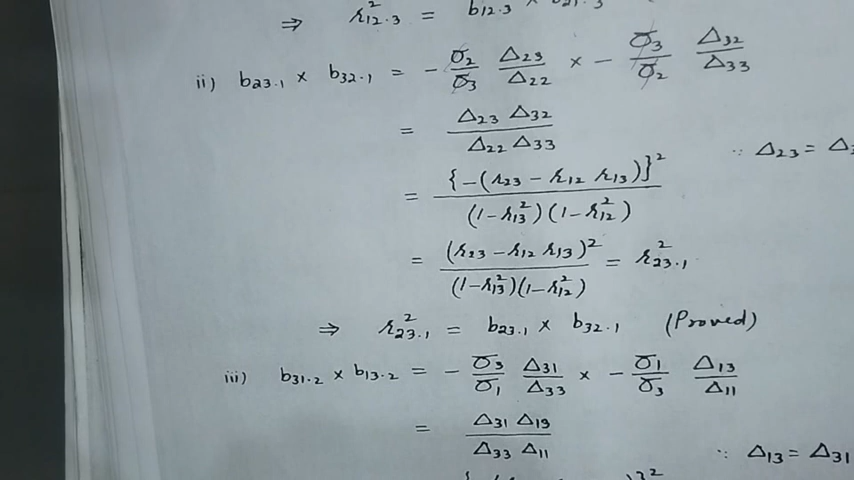 ⇒ r²12.3 = b12.3 × b21.3
ii) b23.1 × b32.1 = - σ2/σ3 Δ23/Δ22 × - σ3/σ2 Δ32/Δ33
= Δ23 Δ32 / Δ22 Δ33 ∵ Δ23 = Δ
= {-(r23 - r12 r13)}² / (1-r²13)(1-r²12)
= (r23 - r12 r13)² / (1-r²13)(1-r²12) = r²23.1
⇒ r²23.1 = b23.1 × b32.1 (Proved)
iii) b31.2 × b13.2 = - σ3/σ1 Δ31/Δ33 × - σ1/σ3 Δ13/Δ11
= Δ31 Δ13 / Δ33 Δ11 ∵ Δ13 = Δ31